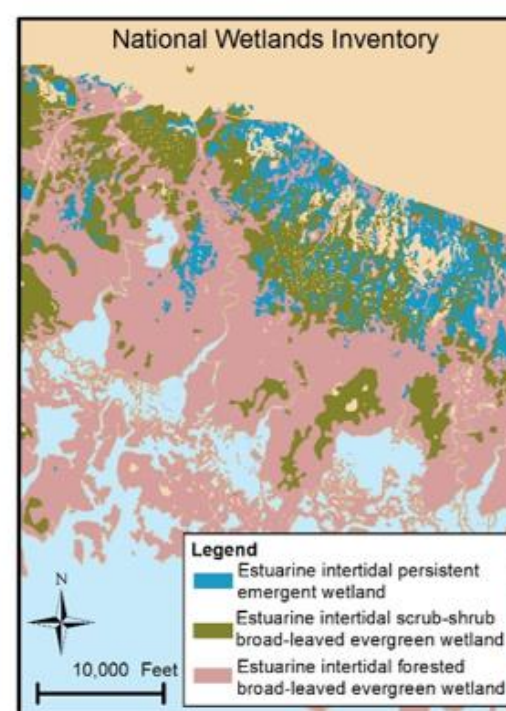 National Wetlands Inventory
Legend
Estuarine intertidal persistent
emergent wetland
Estuarine intertidal scrub-shrub
broad-leaved evergreen wetland
Estuarine intertidal forested
broad-leaved evergreen wetland
N
10,000 Feet